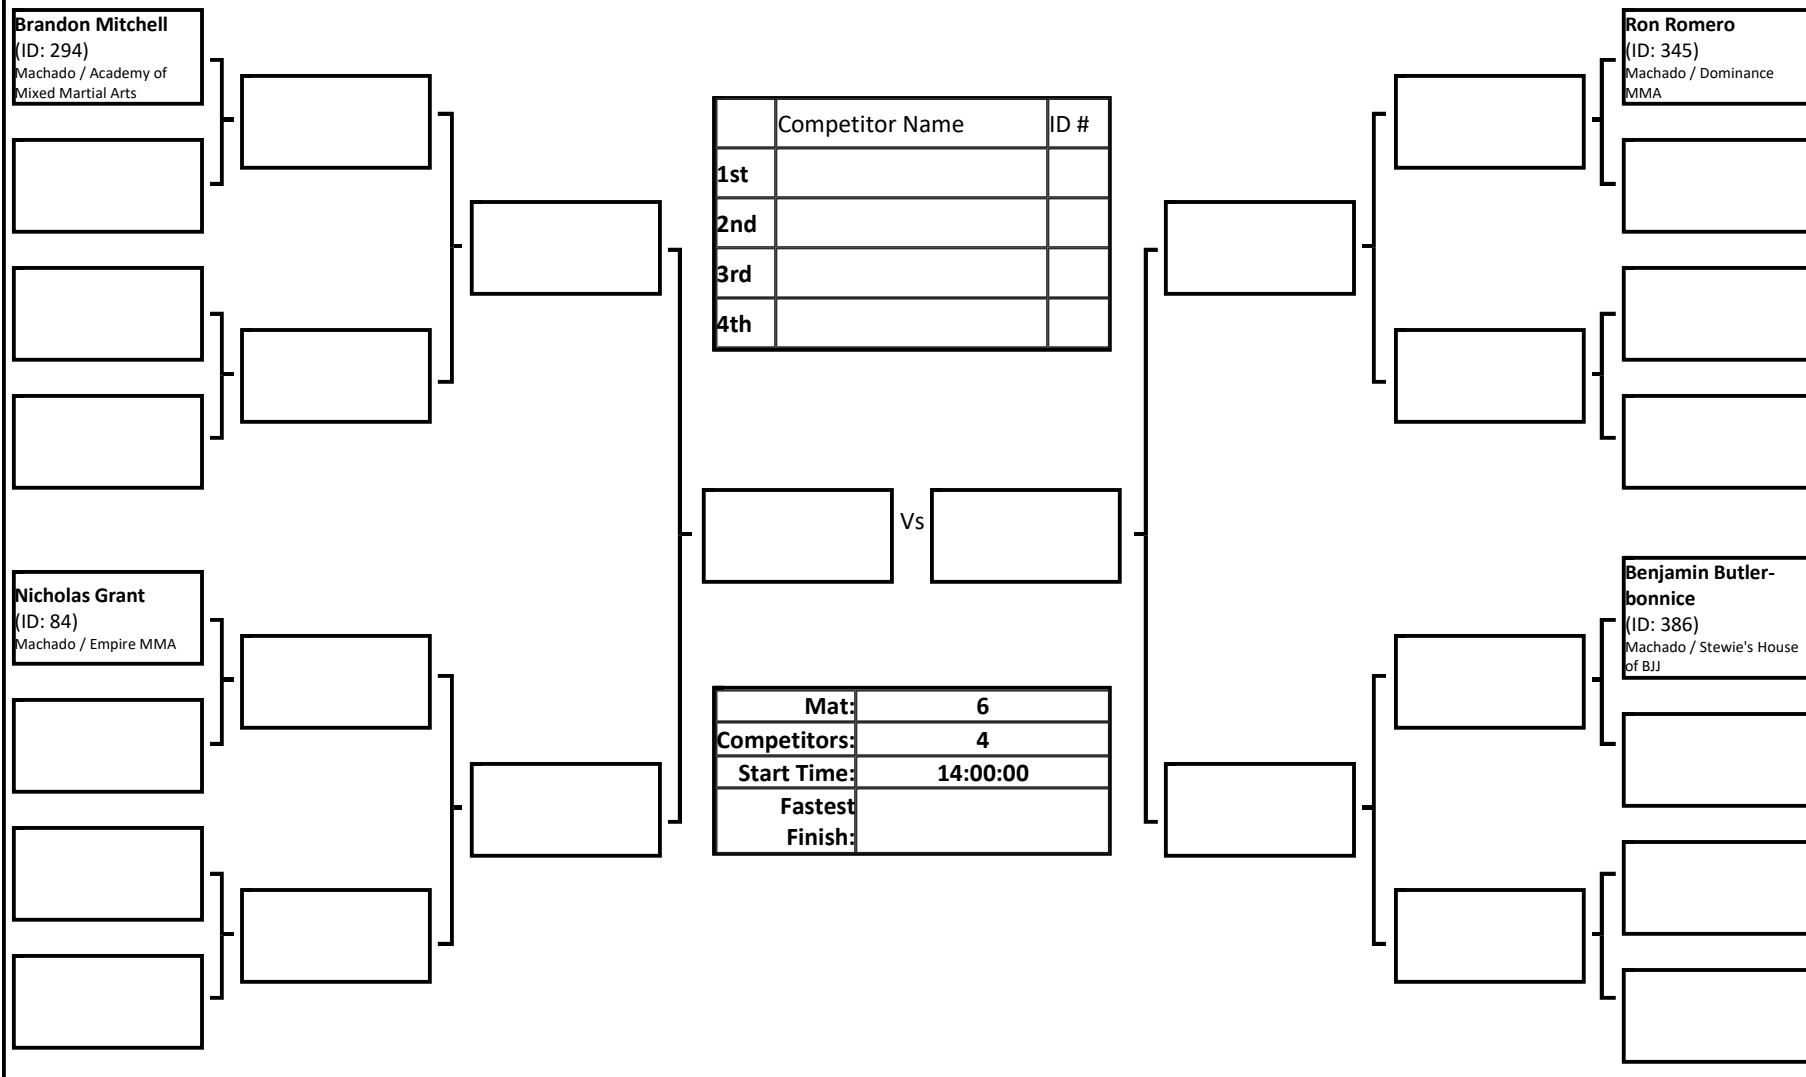 Brandon Mitchell
(ID: 294)
Machado / Academy of
Mixed Martial Arts
Nicholas Grant
(ID: 84)
Machado / Empire MMA
Competitor Name ID #
1st
2nd
3rd
4th
Vs
Mat: 6
Competitors: 4
Start Time: 14:00:00
Fastest
Finish:
Ron Romero
(ID: 345)
Machado / Dominance
MMA
Benjamin Butler-
bonnice
(ID: 386)
Machado / Stewie's House
of BJJ